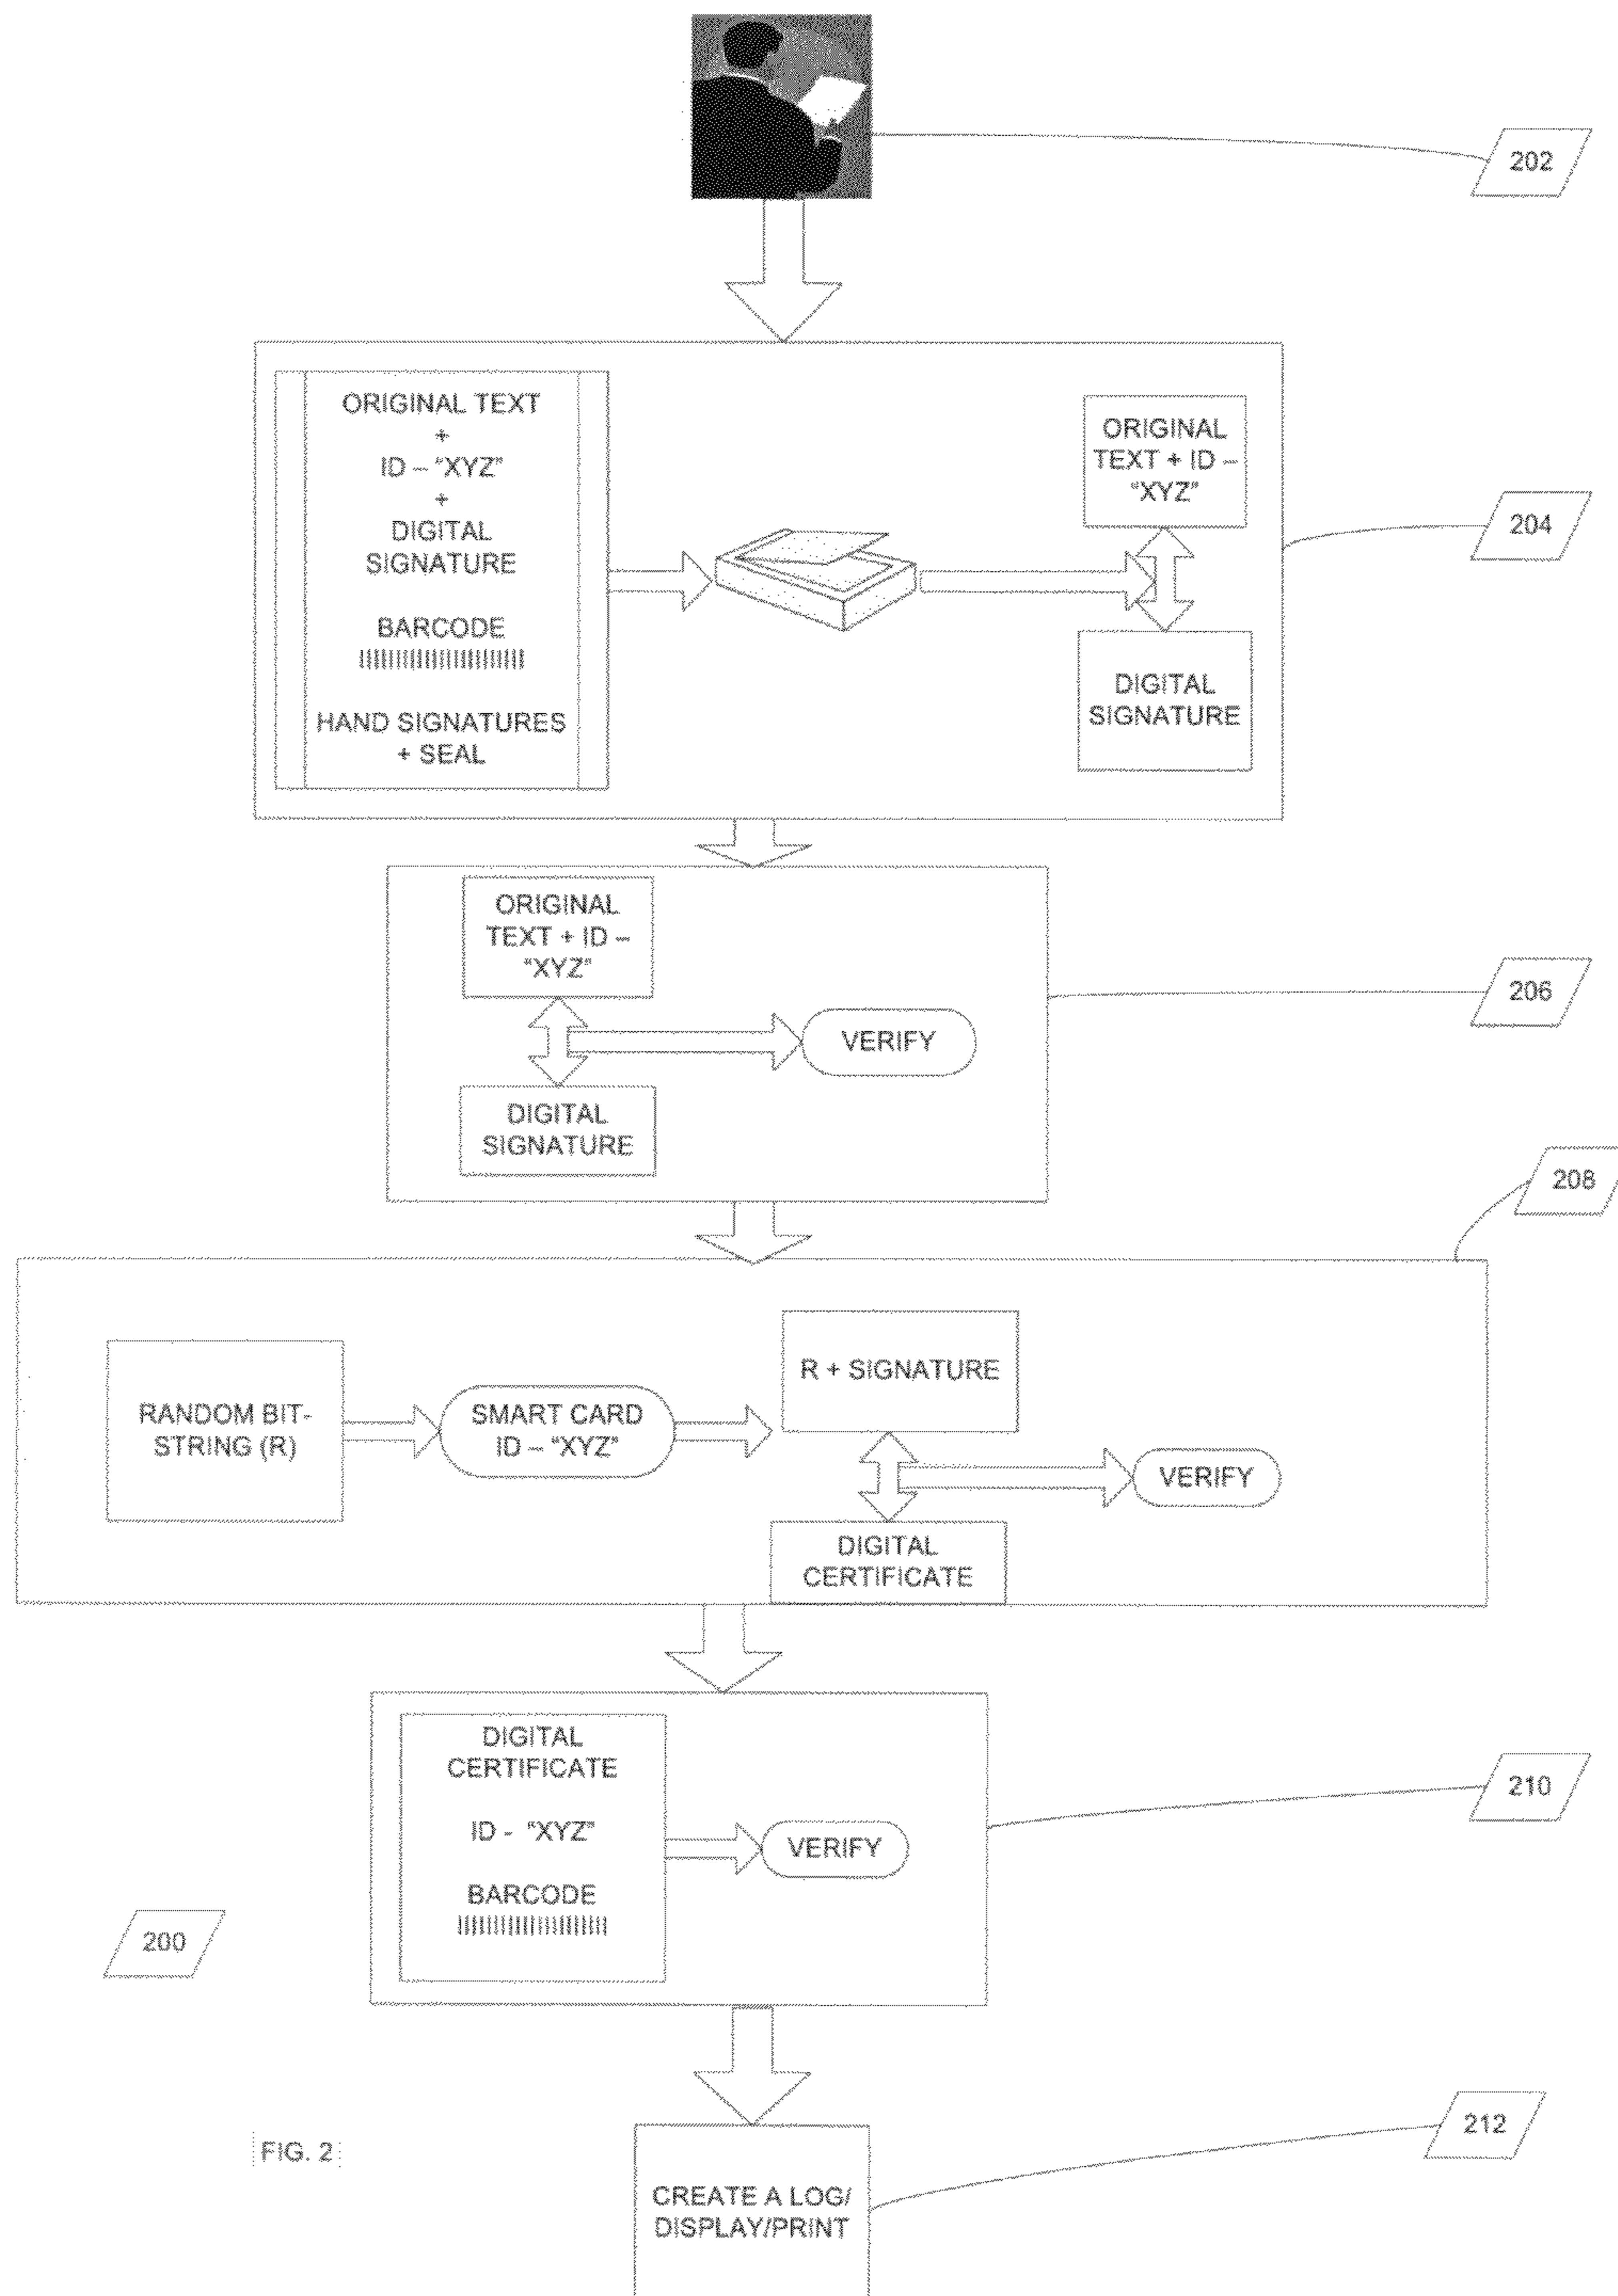 202
ORIGINAL TEXT
+
ID – “XYZ”
+
DIGITAL
SIGNATURE
BARCODE
HAND SIGNATURES
+ SEAL
ORIGINAL
TEXT + ID –
“XYZ”
DIGITAL
SIGNATURE
204
ORIGINAL
TEXT + ID –
“XYZ”
VERIFY
DIGITAL
SIGNATURE
206
208
RANDOM BIT-
STRING (R)
SMART CARD
ID – “XYZ”
R + SIGNATURE
VERIFY
DIGITAL
CERTIFICATE
DIGITAL
CERTIFICATE
ID - “XYZ”
BARCODE
VERIFY
210
200
212
FIG. 2
CREATE A LOG/
DISPLAY/PRINT